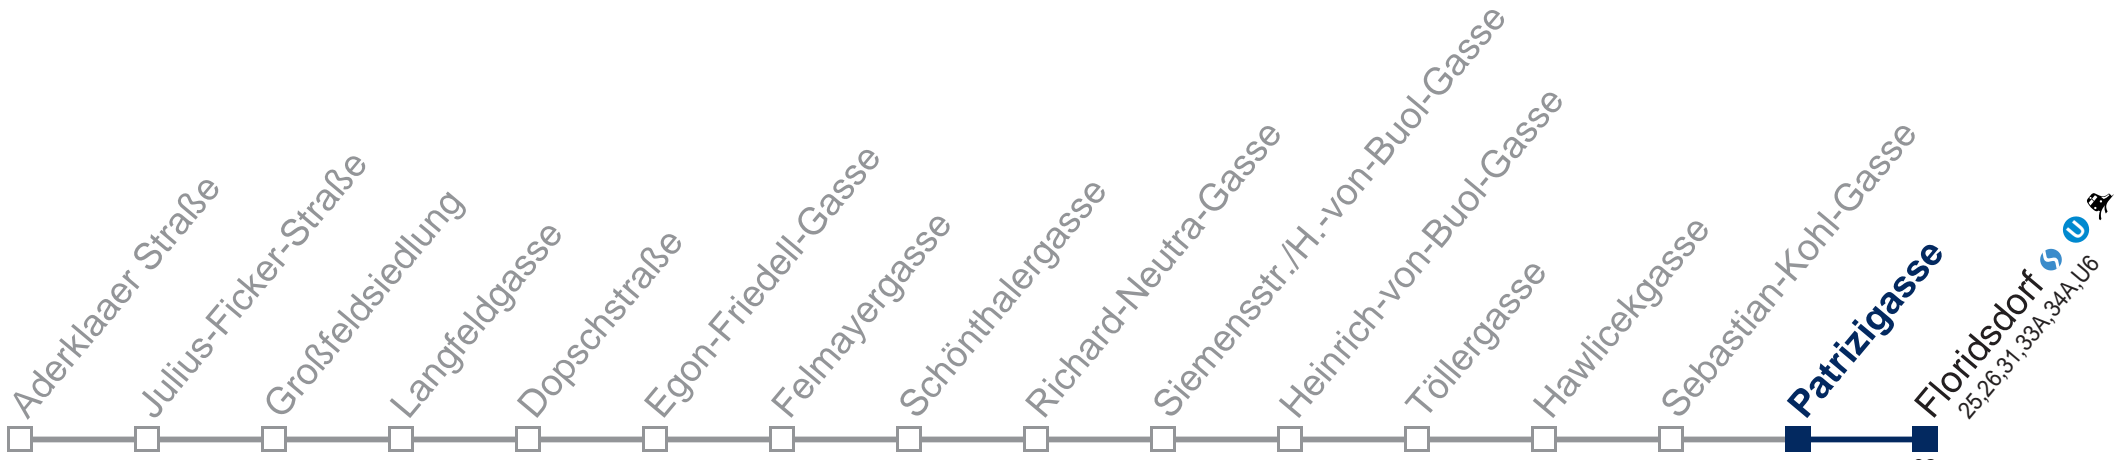 Aderklaaer Straße
Julius-Ficker-Straße
Großfeldsiedlung
Langfeldgasse
Dopschstraße
Egon-Friedell-Gasse
Felmayergasse
Schönthalergasse
Richard-Neutra-Gasse
Siemensstr./H.-von-Buol-Gasse
Heinrich-von-Buol-Gasse
Töllergasse
Hawlicekgasse
Sebastian-Kohl-Gasse
Patrizigasse
Floridsdorf S U
25,26,31,33A,34A,U6